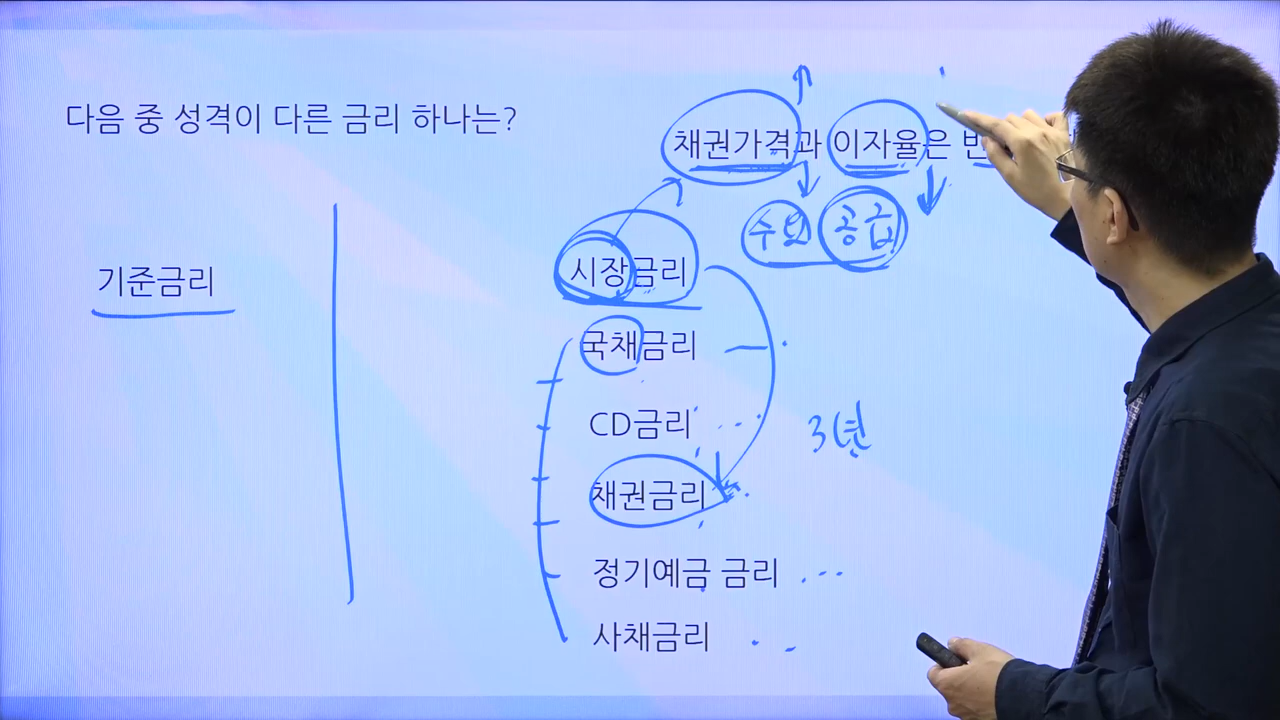 다음 중 성격이 다른 금리 하나는?
채권가격과 이자율은
수요 공급
기준금리
시장금리
국채금리
CD금리
3년
채권금리
정기예금 금리
사채금리